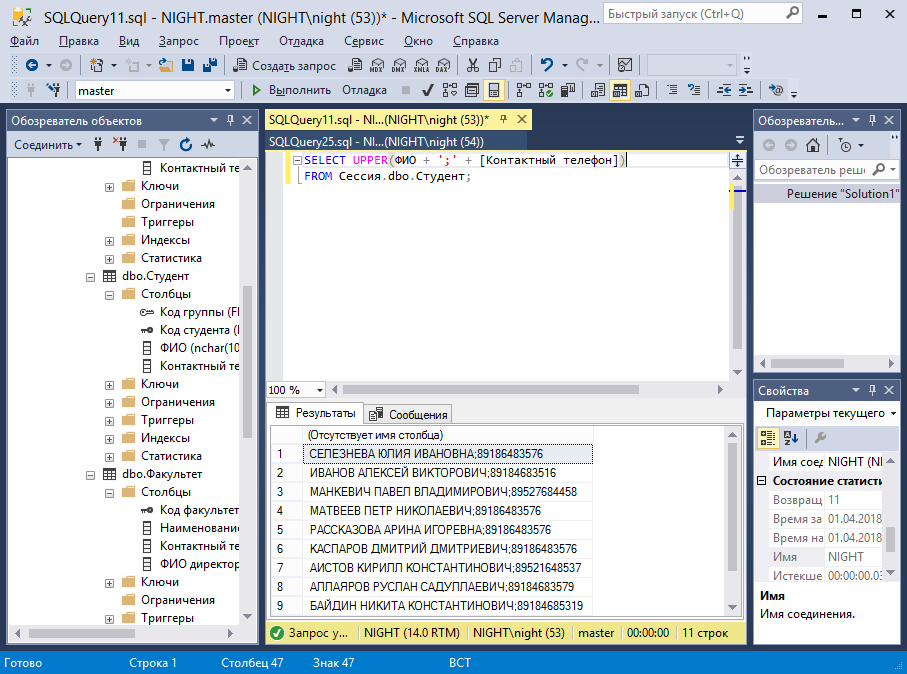 SQLQuery11.sql - NIGHT.master (NIGHT\night (53))* - Microsoft SQL Server Manag...
Быстрый запуск (Ctrl+Q)
Файл Правка Вид Запрос Проект Отладка Сервис Окно Справка
Создать запрос
MDX DMX XMLA DAX
master
Выполнить Отладка
Обозреватель объектов
Соединить
Контактный те
Ключи
Ограничения
Триггеры
Индексы
Статистика
dbo.Студент
Столбцы
Код группы (FI
Код студента (I
ФИО (nchar(10
Контактный те
Ключи
Ограничения
Триггеры
Индексы
Статистика
dbo.Факультет
Столбцы
Код факультет
Наименовани
Контактный те
ФИО директор
Ключи
Ограничения
Триггеры
SQLQuery11.sql - NI...(NIGHT\night (53))*
SQLQuery25.sql - NI...(NIGHT\night (54))
SELECT UPPER(ФИО + ';' + [Контактный телефон])
FROM Сессия.dbo.Студент;
100 %
Результаты Сообщения
(Отсутствует имя столбца)
1 СЕЛЕЗНЕВА ЮЛИЯ ИВАНОВНА;89186483576
2 ИВАНОВ АЛЕКСЕЙ ВИКТОРОВИЧ;89184683516
3 МАНКЕВИЧ ПАВЕЛ ВЛАДИМИРОВИЧ;89527684458
4 МАТВЕЕВ ПЕТР НИКОЛАЕВИЧ;89186483576
5 РАССКАЗОВА АРИНА ИГОРЕВНА;89186483576
6 КАСПАРОВ ДМИТРИЙ ДМИТРИЕВИЧ;89186483576
7 АИСТОВ КИРИЛЛ КОНСТАНТИНОВИЧ;89521648537
8 АЛЛАЯРОВ РУСЛАН САДУЛЛАЕВИЧ;89184683579
9 БАЙДИН НИКИТА КОНСТАНТИНОВИЧ;89184685319
Запрос у... NIGHT (14.0 RTM) NIGHT\night (53) master 00:00:00 11 строк
Обозреватель...
Обозреватель реше
Решение "Solution1"
Свойства
Параметры текущего
Имя соед NIGHT (NI
Состояние статисти
Возвращ 11
Время за 01.04.2018
Время на 01.04.2018
Имя NIGHT
Истекше 00:00:00.03
Имя
Имя соединения.
Готово Строка 1 Столбец 47 Знак 47 ВСТ